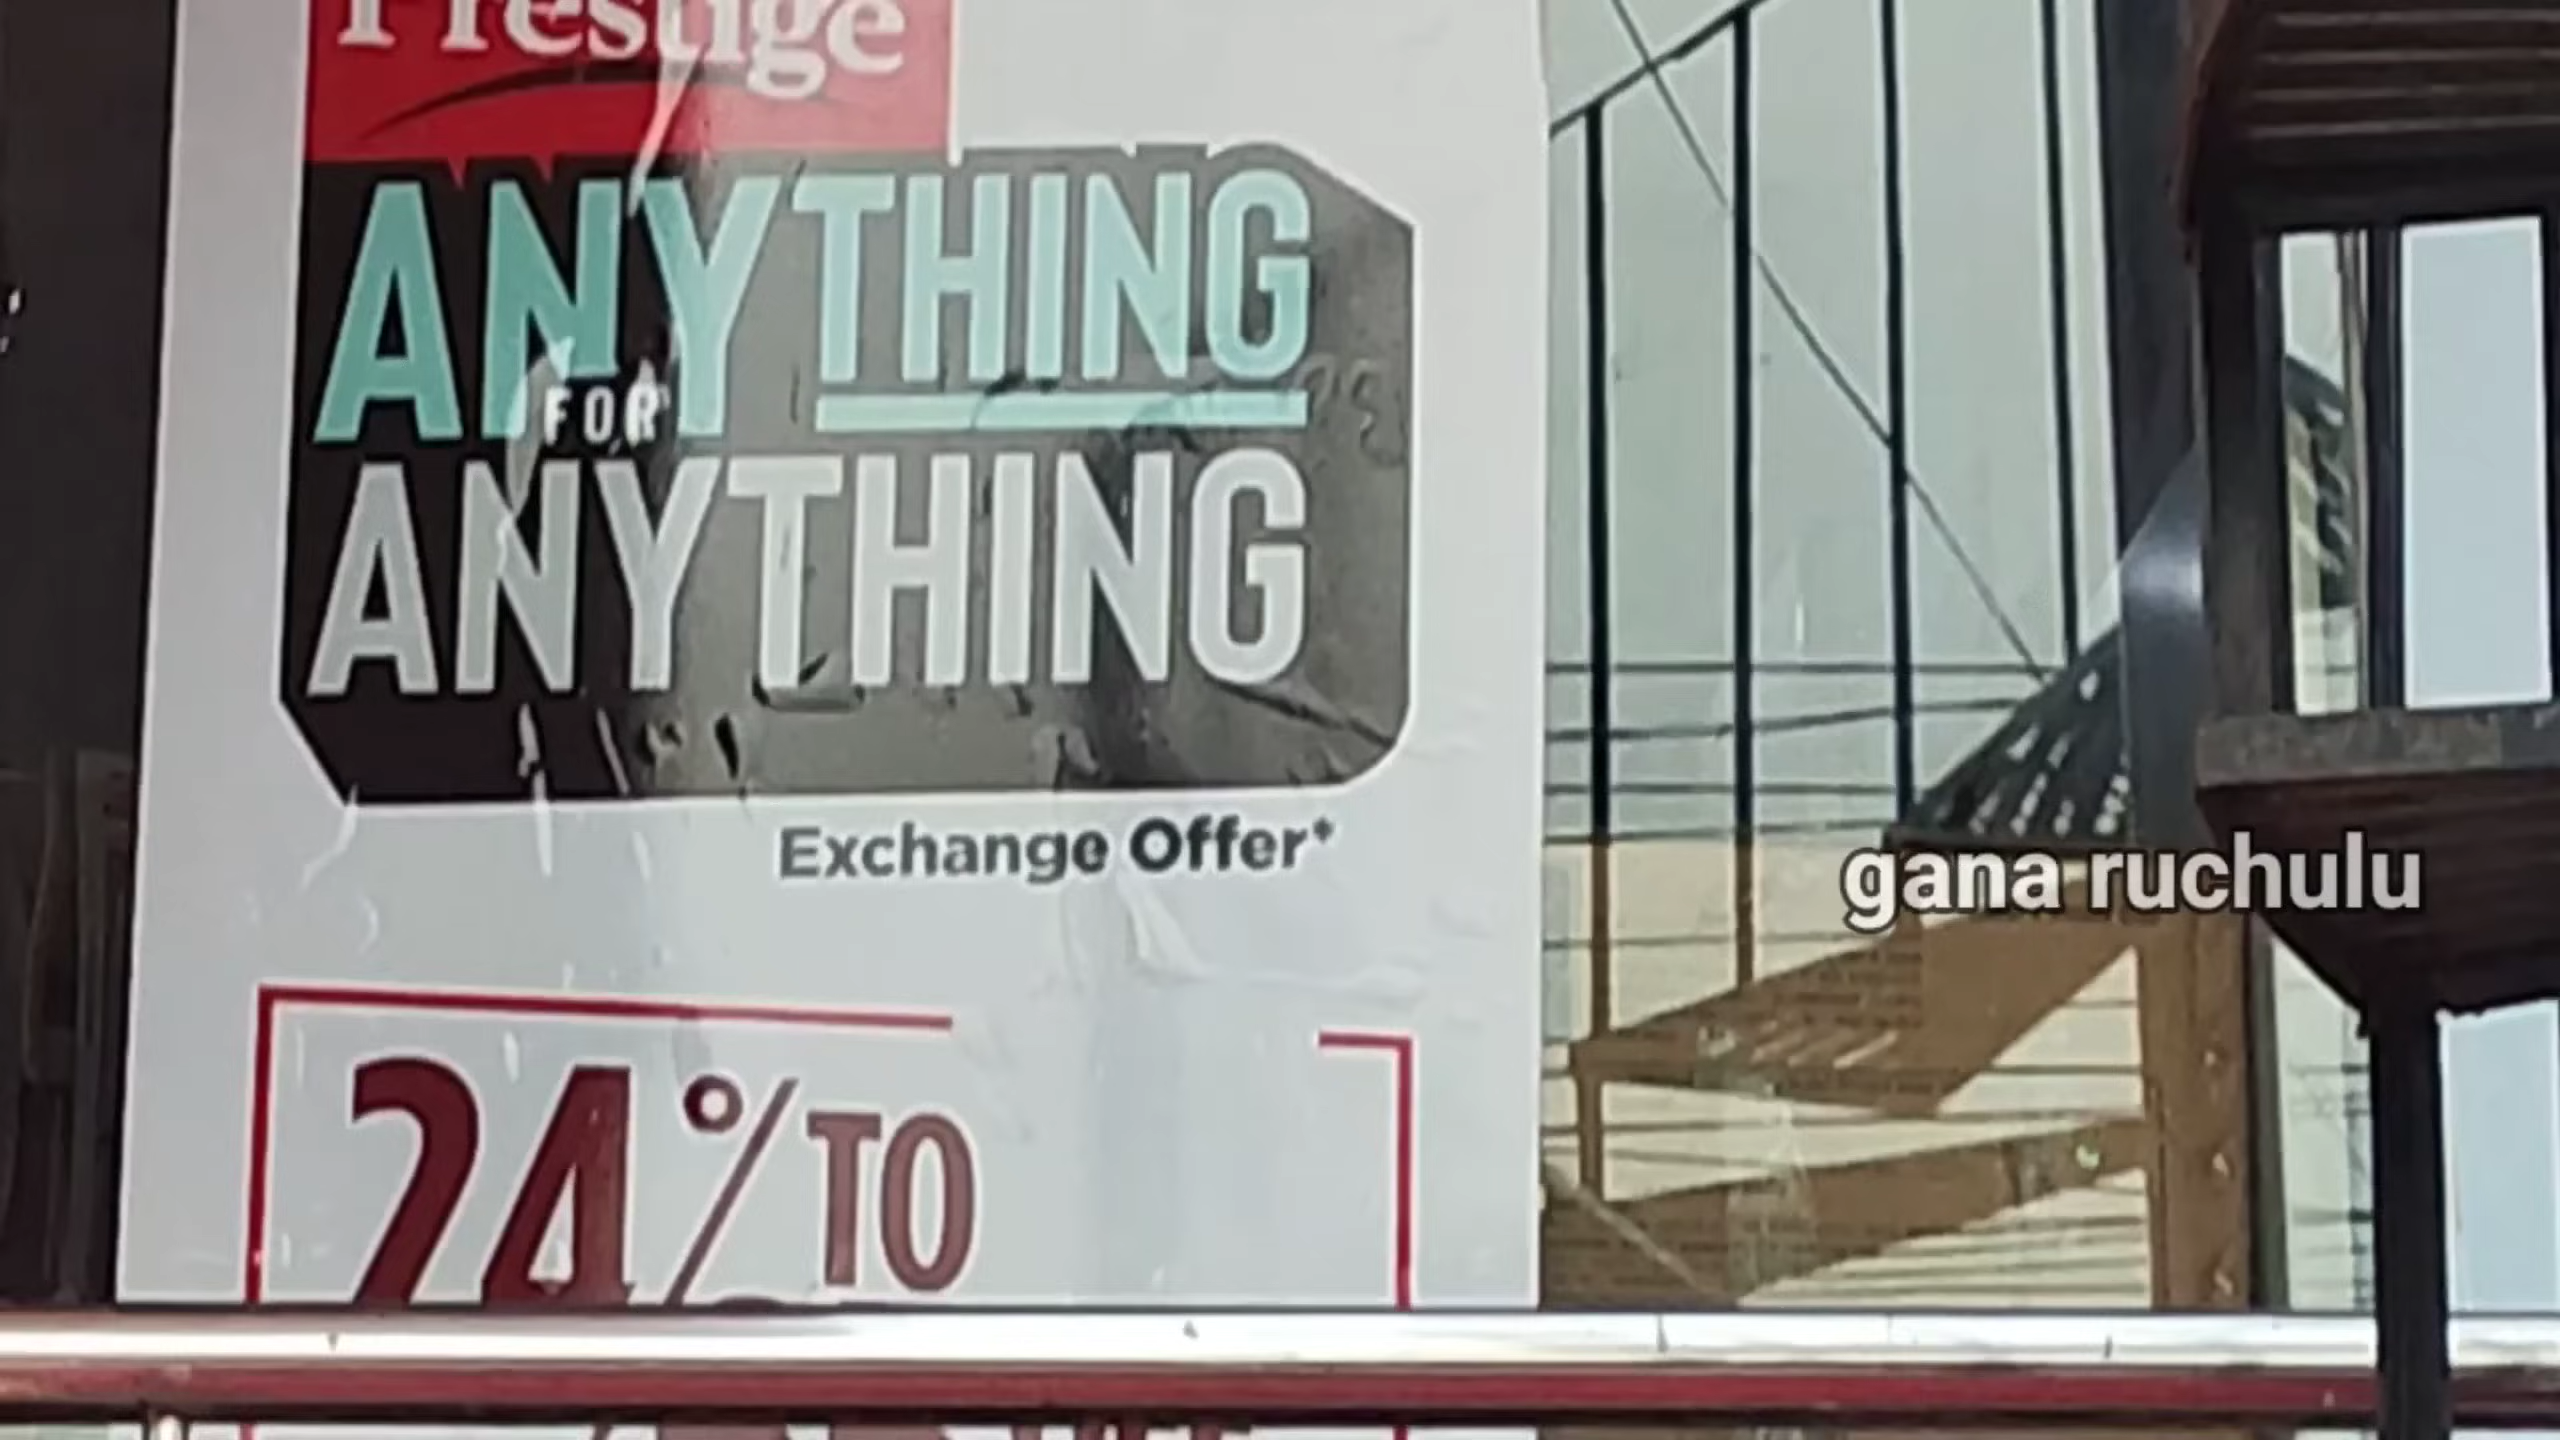 Prestige
ANYTHING
FOR
ANYTHING
Exchange Offer*
24% TO
gana ruchulu